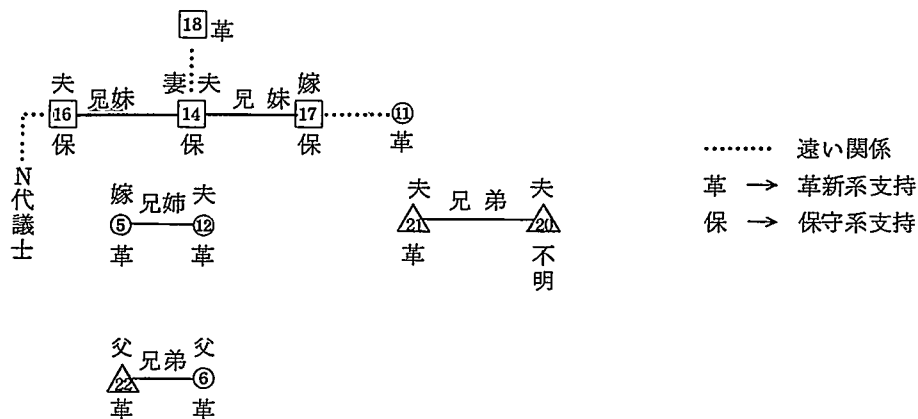 18 革
夫 兄妹 妻 夫 兄妹 嫁
16 14 17 11
保 保 保 革
N代議士
嫁 兄姉 夫
5 12
革 革
夫 兄弟 夫
21 20
革 不明
父 兄弟 父
22 6
革 革
‥‥‥ 遠い関係
革 → 革新系支持
保 → 保守系支持